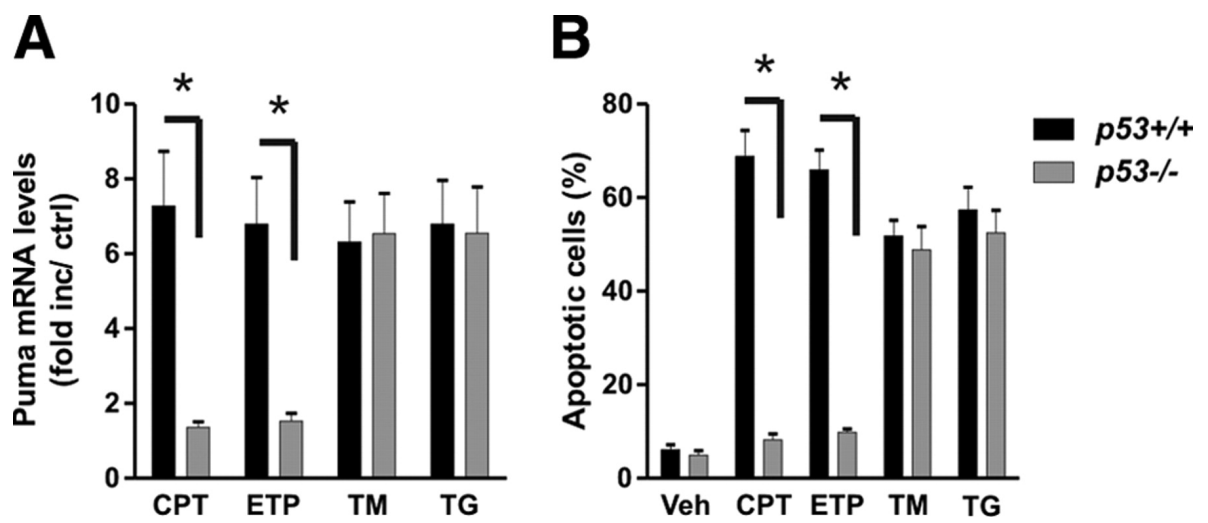 A
Puma mRNA levels
(fold inc/ ctrl)
10
8
6
4
2
0
* *
CPT ETP TM TG
B
Apoptotic cells (%)
80
60
40
20
0
* *
Veh CPT ETP TM TG
p53+/+
p53-/-